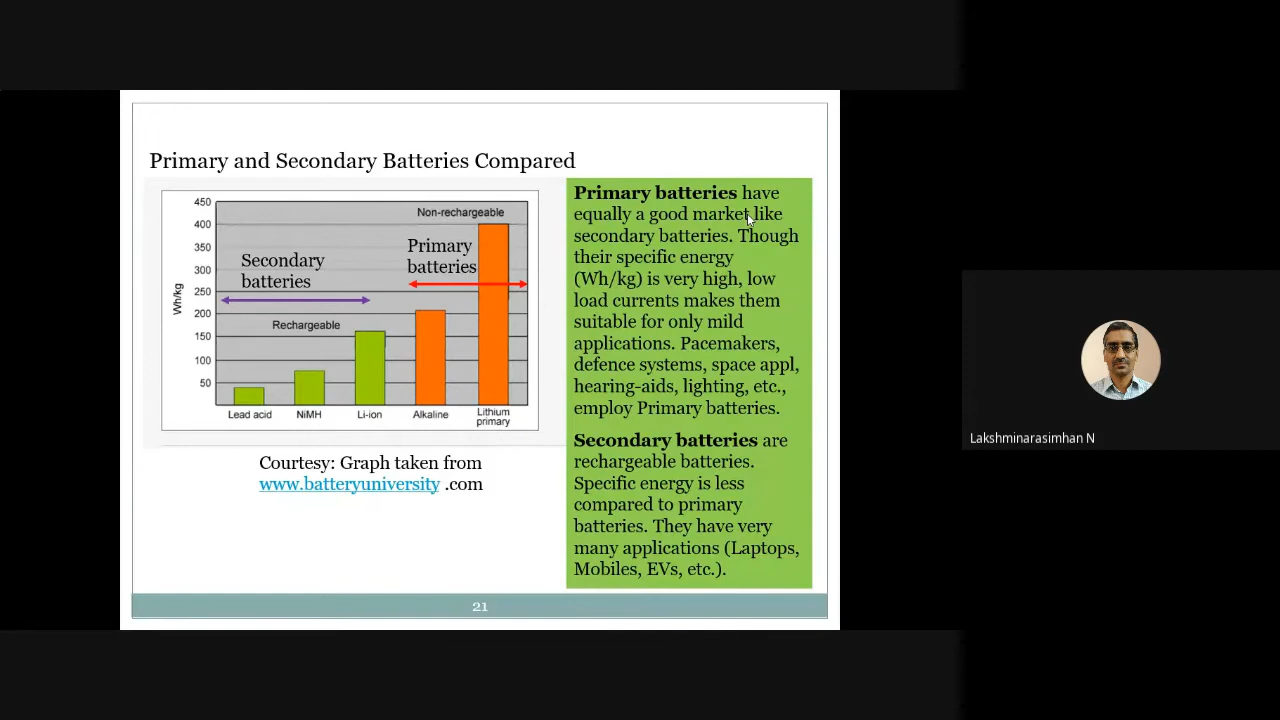 Primary and Secondary Batteries Compared
450
400
350
300
250
200
150
100
50
Wh/kg
Non-rechargeable
Primary
batteries
Secondary
batteries
Rechargeable
Lead acid
NiMH
Li-ion
Alkaline
Lithium
primary
Courtesy: Graph taken from
www.batteryuniversity .com
Primary batteries have
equally a good market like
secondary batteries. Though
their specific energy
(Wh/kg) is very high, low
load currents makes them
suitable for only mild
applications. Pacemakers,
defence systems, space appl,
hearing-aids, lighting, etc.,
employ Primary batteries.
Secondary batteries are
rechargeable batteries.
Specific energy is less
compared to primary
batteries. They have very
many applications (Laptops,
Mobiles, EVs, etc.).
21
Lakshminarasimhan N